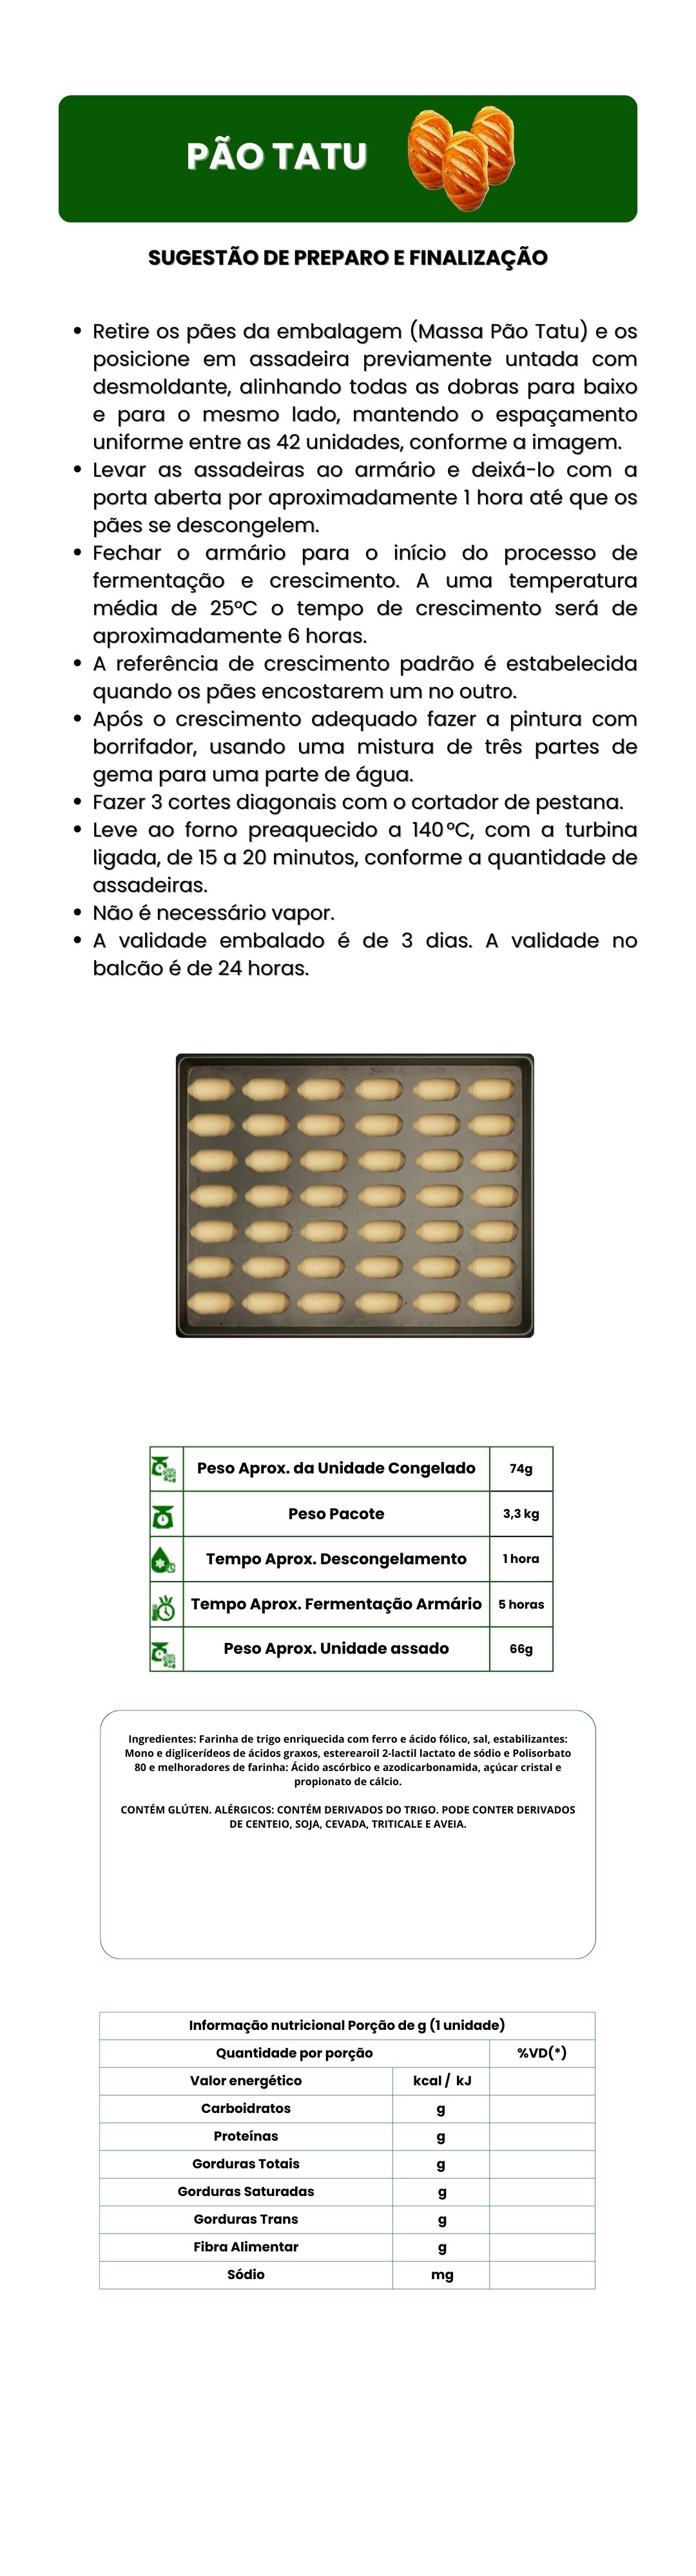 PÃO TATU
SUGESTÃO DE PREPARO E FINALIZAÇÃO
• Retire os pães da embalagem (Massa Pão Tatu) e os
posicione em assadeira previamente untada com
desmoldante, alinhando todas as dobras para baixo
e para o mesmo lado, mantendo o espaçamento
uniforme entre as 42 unidades, conforme a imagem.
• Levar as assadeiras ao armário e deixá-lo com a
porta aberta por aproximadamente 1 hora até que os
pães se descongelem.
• Fechar o armário para o início do processo de
fermentação e crescimento. A uma temperatura
média de 25°C o tempo de crescimento será de
aproximadamente 6 horas.
• A referência de crescimento padrão é estabelecida
quando os pães encostarem um no outro.
• Após o crescimento adequado fazer a pintura com
borrifador, usando uma mistura de três partes de
gema para uma parte de água.
• Fazer 3 cortes diagonais com o cortador de pestana.
• Leve ao forno preaquecido a 140°C, com a turbina
ligada, de 15 a 20 minutos, conforme a quantidade de
assadeiras.
• Não é necessário vapor.
• A validade embalado é de 3 dias. A validade no
balcão é de 24 horas.
Peso Aprox. da Unidade Congelado 74g
Peso Pacote 3,3 kg
Tempo Aprox. Descongelamento 1 hora
Tempo Aprox. Fermentação Armário 5 horas
Peso Aprox. Unidade assado 66g
Ingredientes: Farinha de trigo enriquecida com ferro e ácido fólico, sal, estabilizantes:
Mono e diglicerídeos de ácidos graxos, esterearoil 2-lactil lactato de sódio e Polisorbato
80 e melhoradores de farinha: Ácido ascórbico e azodicarbonamida, açúcar cristal e
propionato de cálcio.
CONTÉM GLÚTEN. ALÉRGICOS: CONTÉM DERIVADOS DO TRIGO. PODE CONTER DERIVADOS
DE CENTEIO, SOJA, CEVADA, TRITICALE E AVEIA.
Informação nutricional Porção de g (1 unidade)
Quantidade por porção %VD(*)
Valor energético kcal / kJ
Carboidratos g
Proteínas g
Gorduras Totais g
Gorduras Saturadas g
Gorduras Trans g
Fibra Alimentar g
Sódio mg